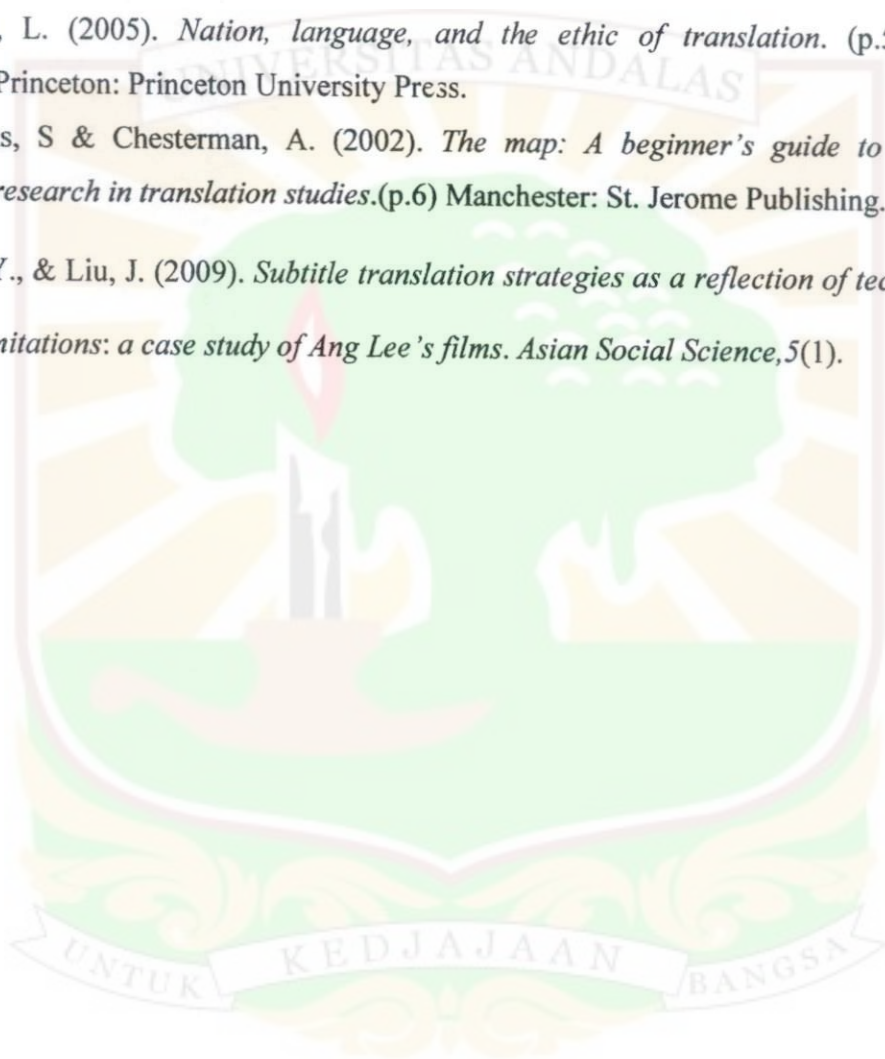 , L. (2005). Nation, language, and the ethic of translation. (p.
UNIVERSITAS ANDALAS
Princeton: Princeton University Press.
s, S & Chesterman, A. (2002). The map: A beginner's guide to
research in translation studies.(p.6) Manchester: St. Jerome Publishing.
., & Liu, J. (2009). Subtitle translation strategies as a reflection of tec
mitations: a case study of Ang Lee's films. Asian Social Science,5(1).
UNTUK KEDJAJAAN BANGSA